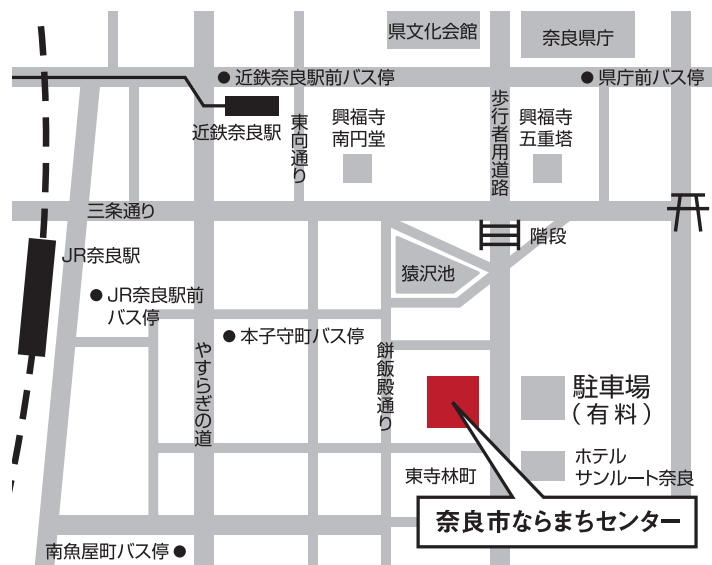 県文化会館
奈良県庁
近鉄奈良駅前バス停
県庁前バス停
近鉄奈良駅
東向通り
興福寺
南円堂
歩行者用道路
興福寺
五重塔
三条通り
階段
JR奈良駅
猿沢池
JR奈良駅前
バス停
本子守町バス停
やすらぎの道
餅飯殿通り
駐車場
(有料)
東寺林町
ホテル
サンルート奈良
奈良市ならまちセンター
南魚屋町バス停